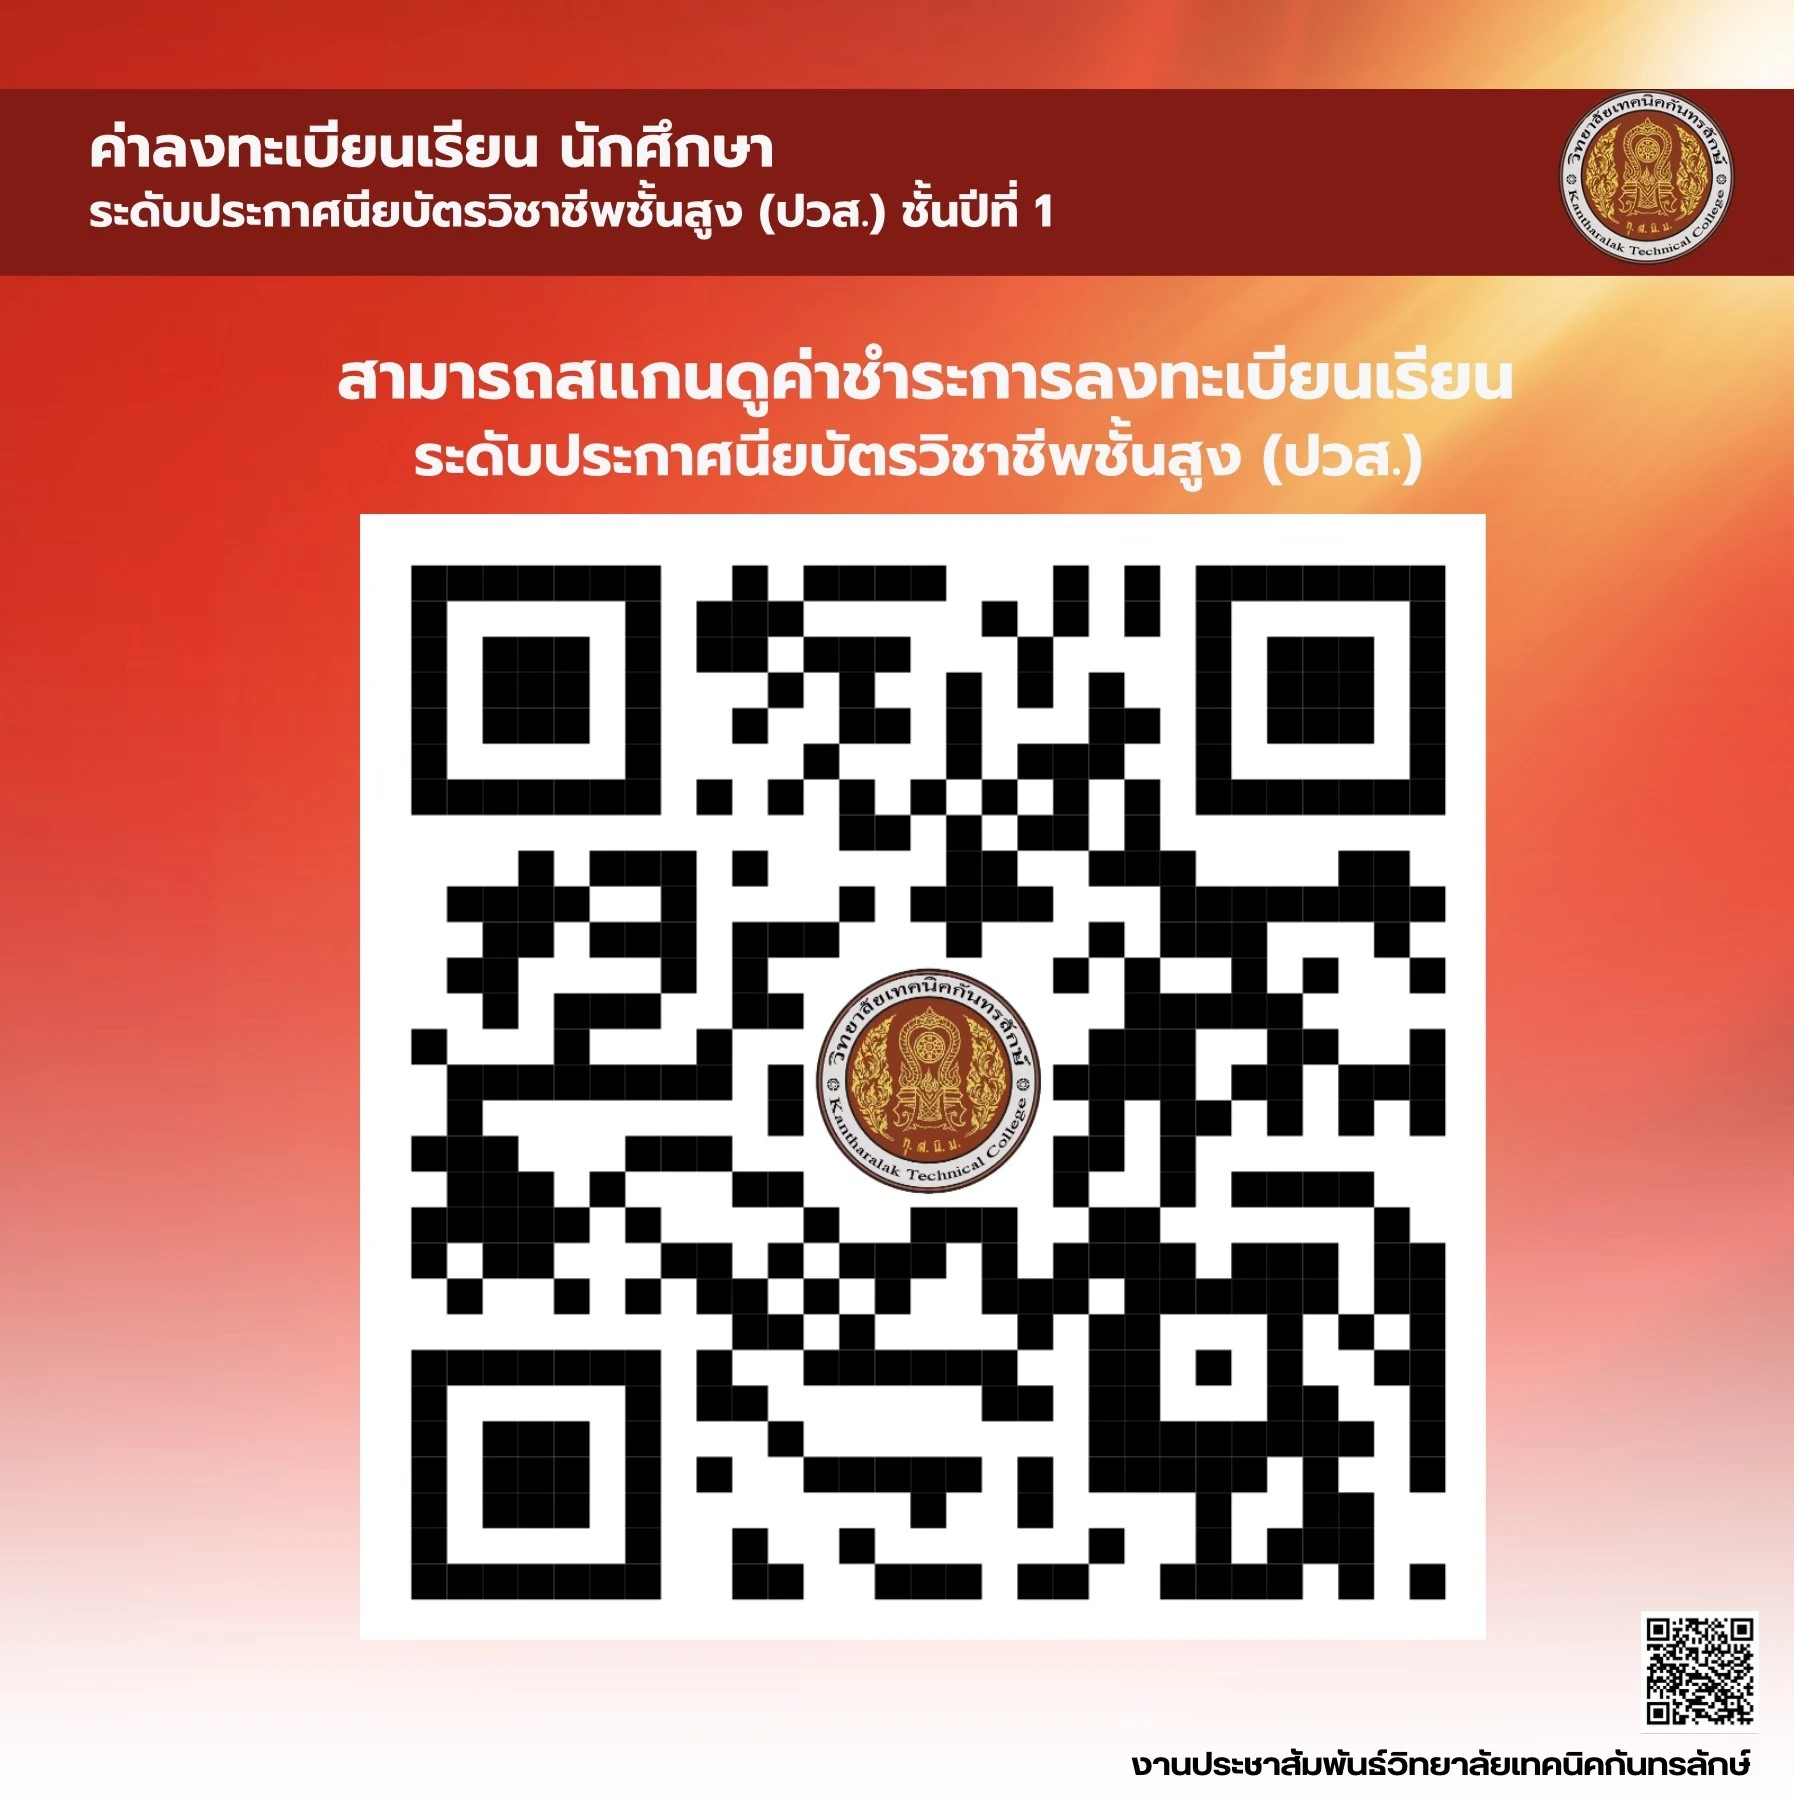 ค่าลงทะเบียนเรียน นักศึกษา
ระดับประกาศนียบัตรวิชาชีพชั้นสูง (ปวส.) ชั้นปีที่ 1
วิทยาลัยเทคนิคกันทรลักษ์
ทุ. ส. นิ. ม.
Kantharalak Technical College
สามารถสแกนดูค่าชำระการลงทะเบียนเรียน
ระดับประกาศนียบัตรวิชาชีพชั้นสูง (ปวส.)
วิทยาลัยเทคนิคกันทรลักษ์
ทุ. ส. นิ. ม.
Kantharalak Technical College
งานประชาสัมพันธ์วิทยาลัยเทคนิคกันทรลักษ์